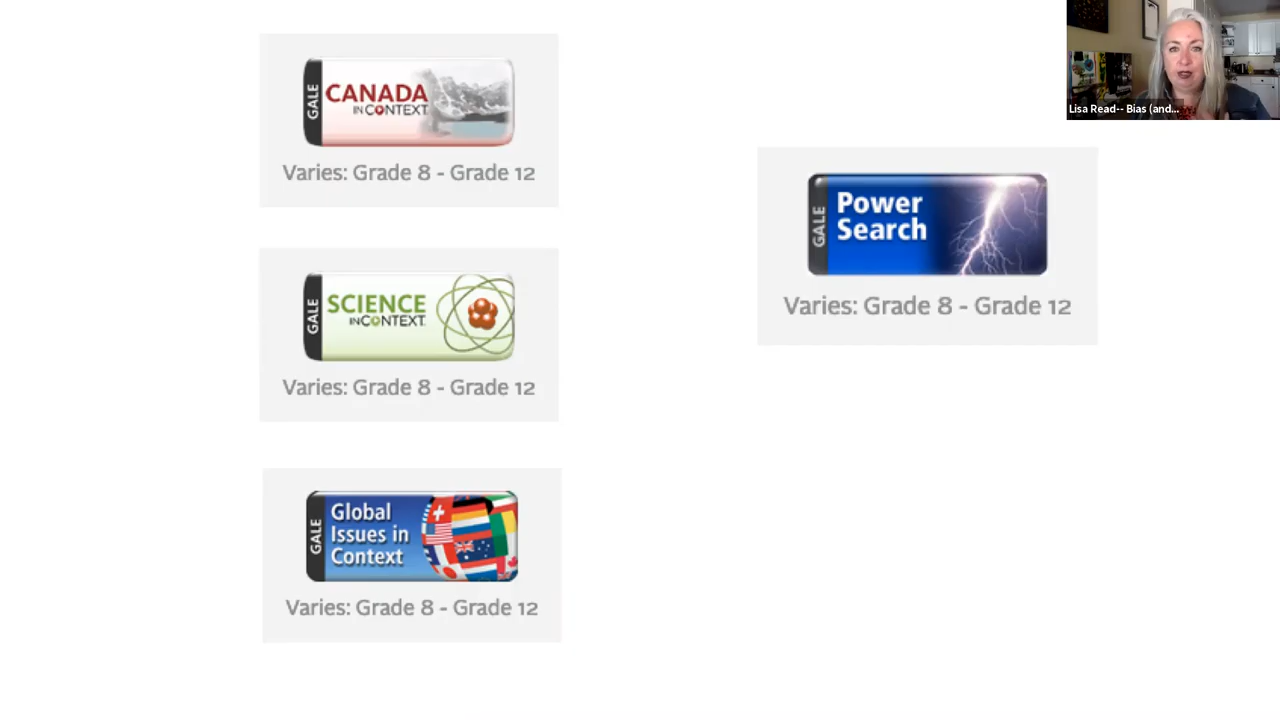 GALE
CANADA
IN CONTEXT
Varies: Grade 8 - Grade 12
GALE
SCIENCE
IN CONTEXT
Varies: Grade 8 - Grade 12
GALE
Global
Issues in
Context
Varies: Grade 8 - Grade 12
GALE
Power
Search
Varies: Grade 8 - Grade 12
Lisa Read-- Bias (and...